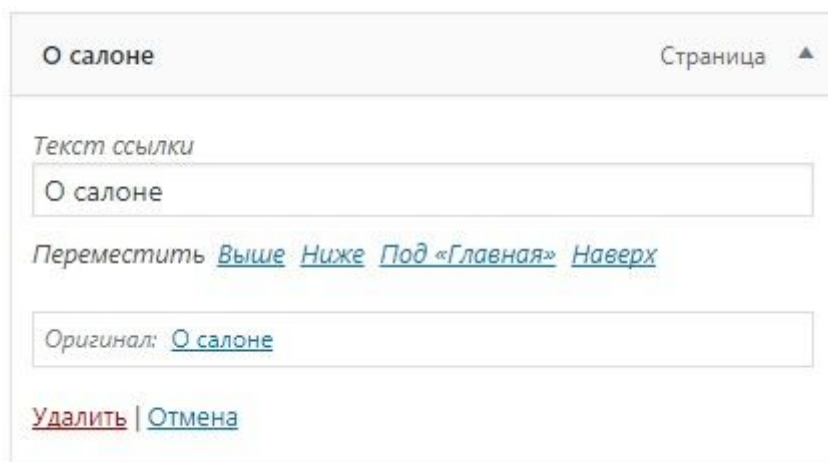 О салоне Страница
Текст ссылки
О салоне
Переместить Выше Ниже Под «Главная» Наверх
Оригинал: О салоне
Удалить | Отмена